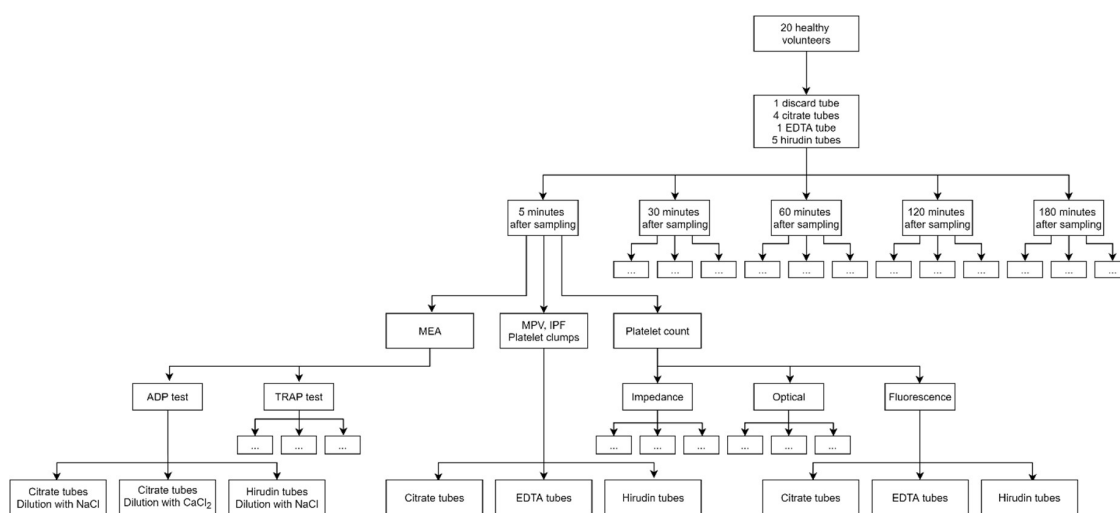 20 healthy
volunteers
1 discard tube
4 citrate tubes
1 EDTA tube
5 hirudin tubes
5 minutes
after sampling
30 minutes
after sampling
60 minutes
after sampling
120 minutes
after sampling
180 minutes
after sampling
... ... ... ... ... ... ... ... ... ... ... ...
MEA
MPV, IPF
Platelet clumps
Platelet count
ADP test
TRAP test
Impedance
Optical
Fluorescence
... ... ... ... ... ... ... ... ...
Citrate tubes
Dilution with NaCl
Citrate tubes
Dilution with CaCl₂
Hirudin tubes
Dilution with NaCl
Citrate tubes
EDTA tubes
Hirudin tubes
Citrate tubes
EDTA tubes
Hirudin tubes